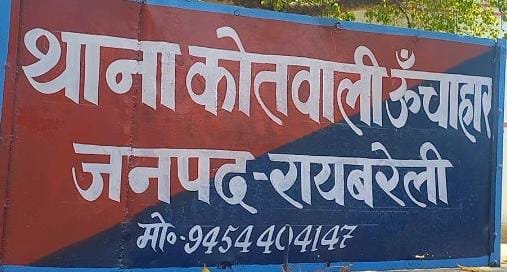 थाना कोतवाली ऊँचाहार
जनपद-रायबरेली
मो०-9454404147